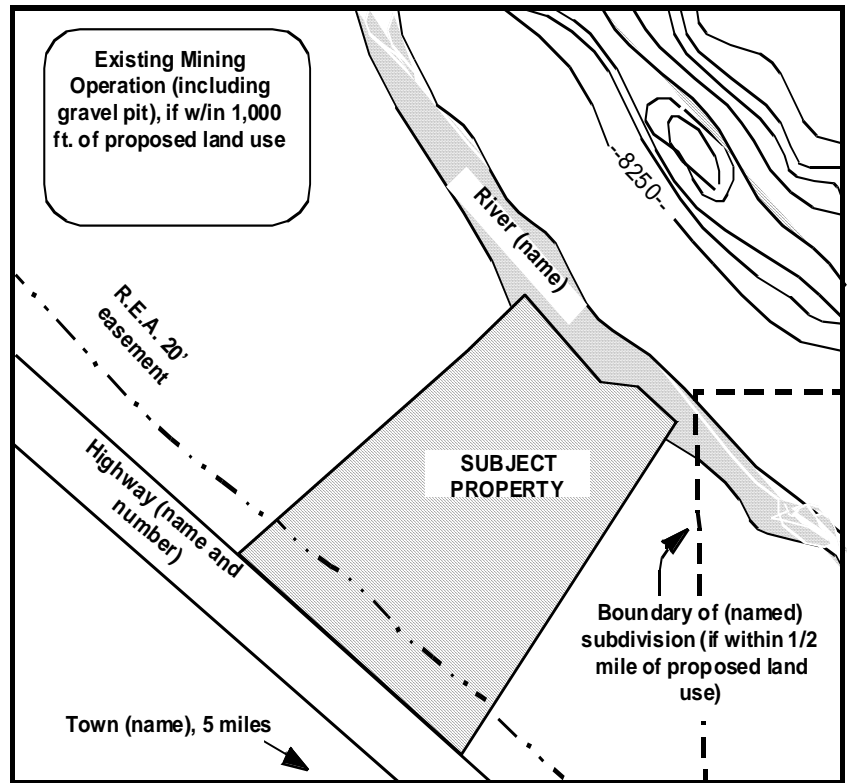 Existing Mining
Operation (including
gravel pit), if w/in 1,000
ft. of proposed land use
--8250--
River (name)
R.E.A. 20'
easement
Highway (name and
number)
SUBJECT
PROPERTY
Boundary of (named)
subdivision (if within 1/2
mile of proposed land
use)
Town (name), 5 miles